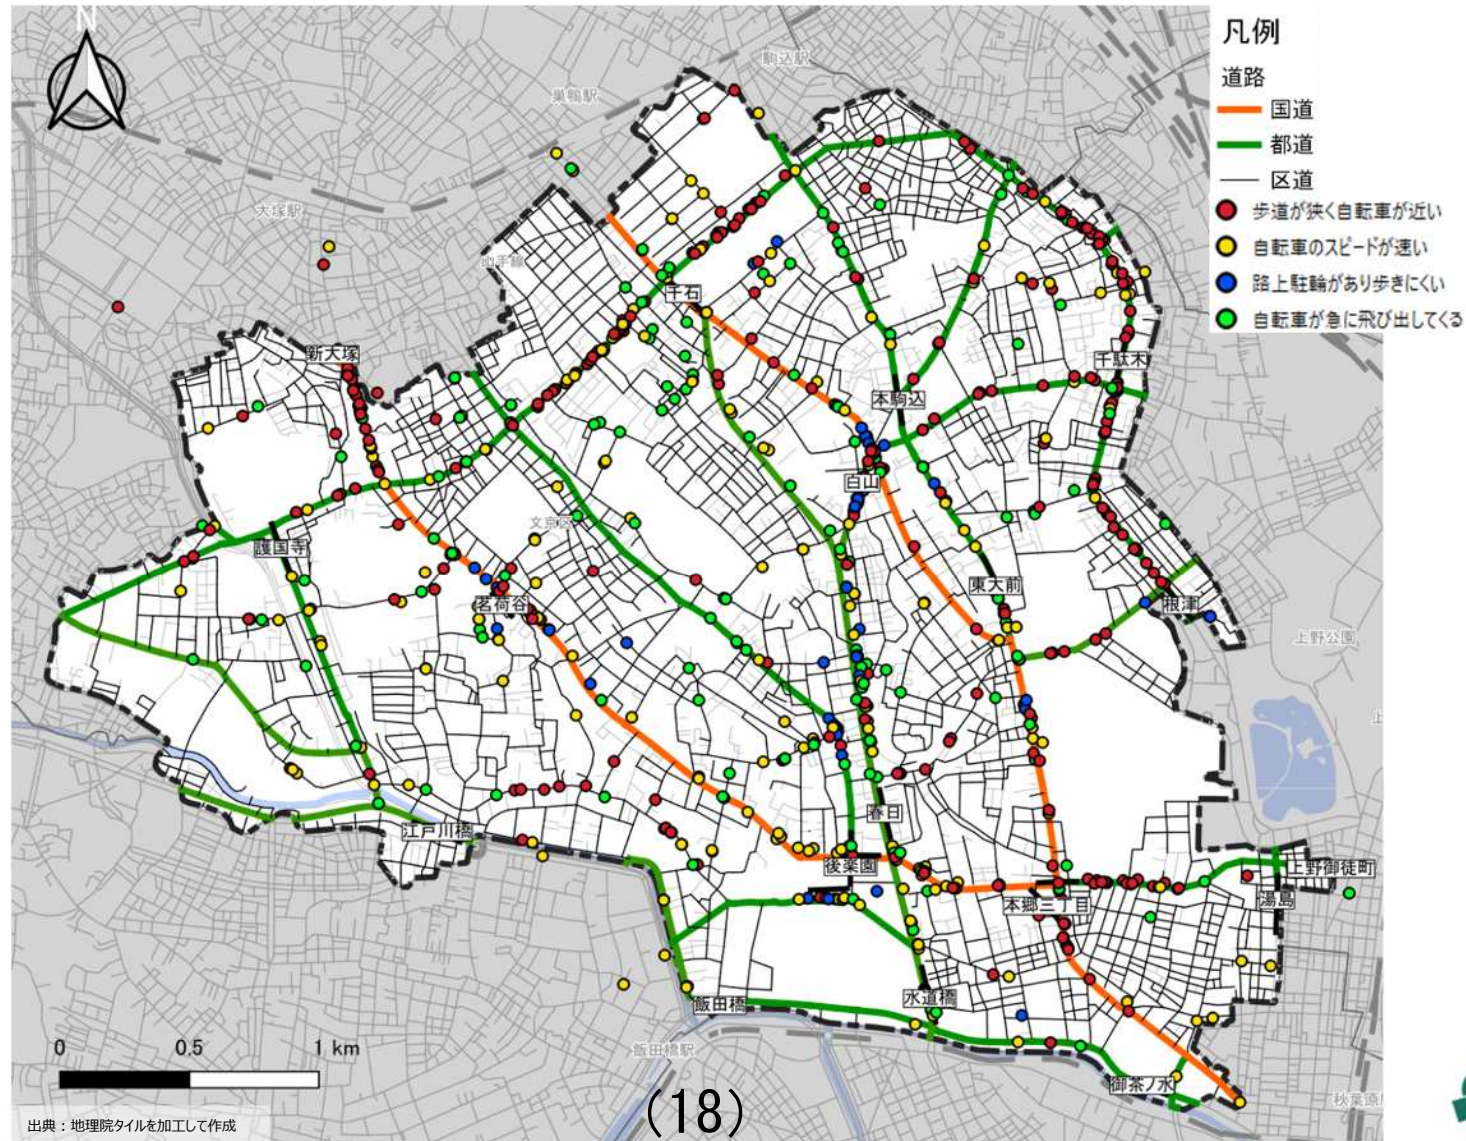 N
駒込駅
巣鴨駅
大塚駅
山手線
千石
新大塚
千駄木
本駒込
白山
文京区
護国寺
東大前
茗荷谷
根津
上野公園
上
春日
江戸川橋
後楽園
上野御徒町
本郷三丁目
湯島
水道橋
飯田橋
飯田橋駅
御茶ノ水
秋葉原
凡例
道路
国道
都道
区道
歩道が狭く自転車が近い
自転車のスピードが速い
路上駐輪があり歩きにくい
自転車が急に飛び出してくる
0 0.5 1 km
出典：地理院タイルを加工して作成
(18)